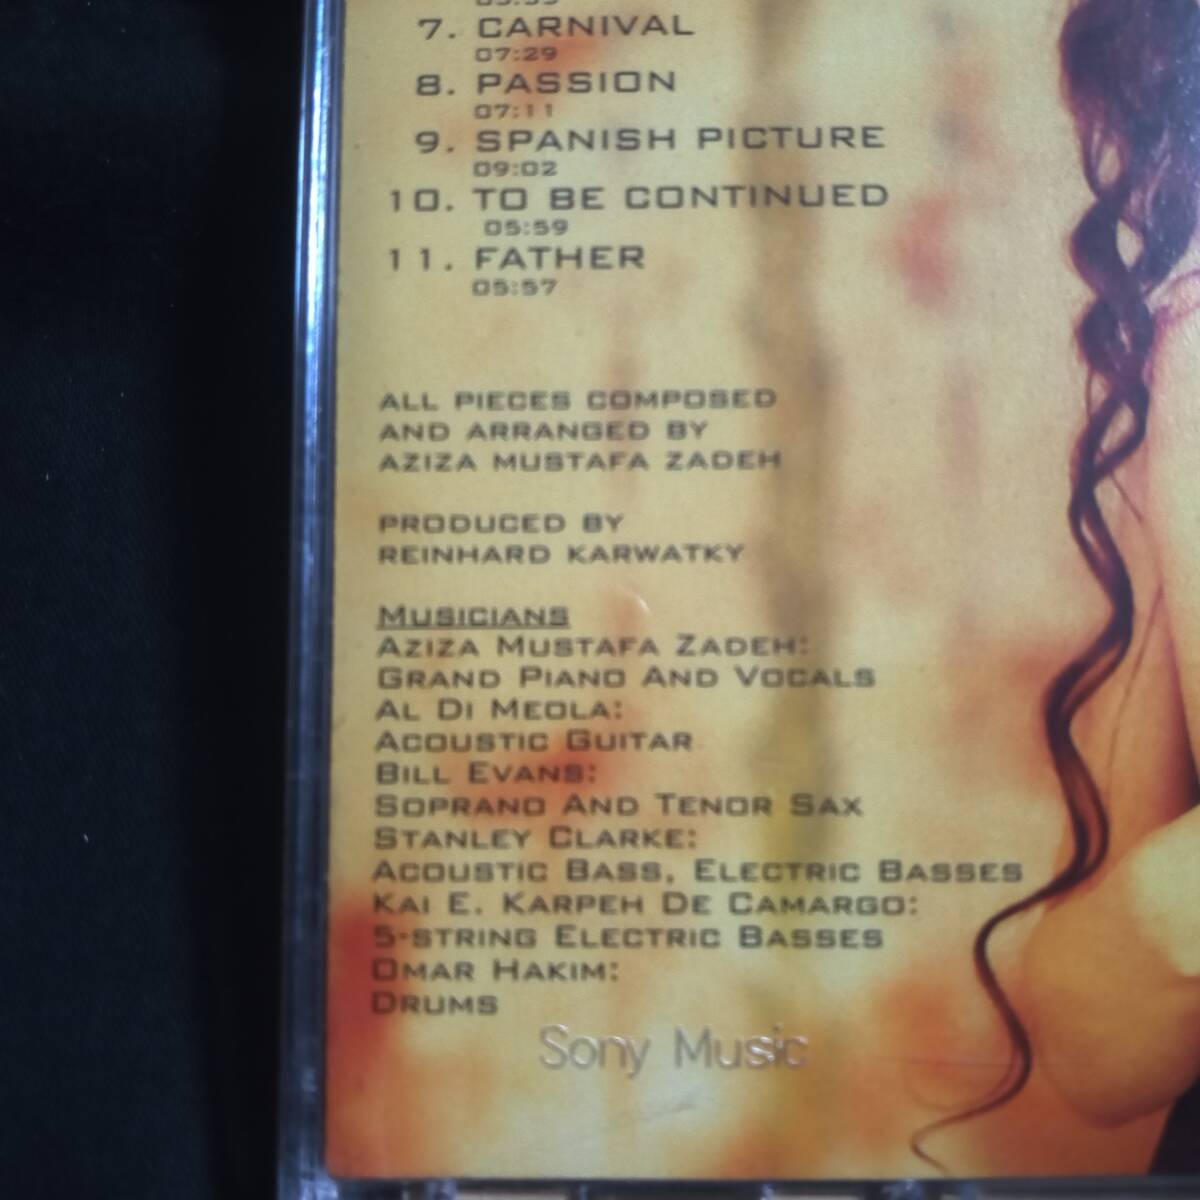 7. CARNIVAL
07:29
8. PASSION
07:11
9. SPANISH PICTURE
09:02
10. TO BE CONTINUED
05:59
11. FATHER
05:57
ALL PIECES COMPOSED
AND ARRANGED BY
AZIZA MUSTAFA ZADEH
PRODUCED BY
REINHARD KARWATKY
MUSICIANS
AZIZA MUSTAFA ZADEH:
GRAND PIANO AND VOCALS
AL DI MEOLA:
ACOUSTIC GUITAR
BILL EVANS:
SOPRANO AND TENOR SAX
STANLEY CLARKE:
ACOUSTIC BASS, ELECTRIC BASSES
KAI E. KARPEH DE CAMARGO:
5-STRING ELECTRIC BASSES
OMAR HAKIM:
DRUMS
Sony Music